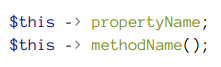 $this -> propertyName;
$this -> methodName();